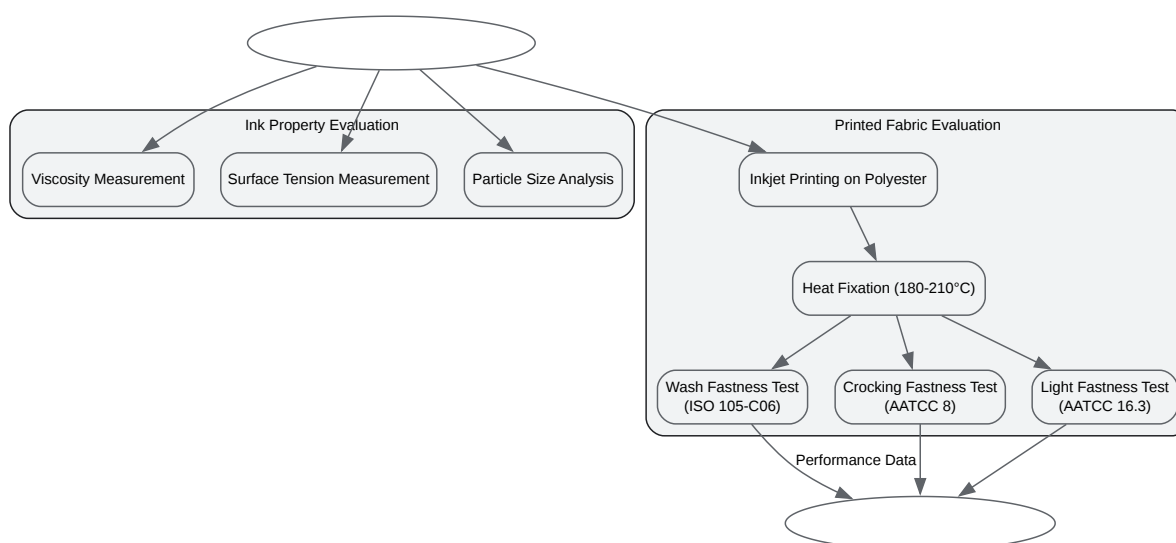 Ink Property Evaluation
Printed Fabric Evaluation
Viscosity Measurement
Surface Tension Measurement
Particle Size Analysis
Inkjet Printing on Polyester
Heat Fixation (180-210°C)
Wash Fastness Test
(ISO 105-C06)
Crocking Fastness Test
(AATCC 8)
Light Fastness Test
(AATCC 16.3)
Performance Data